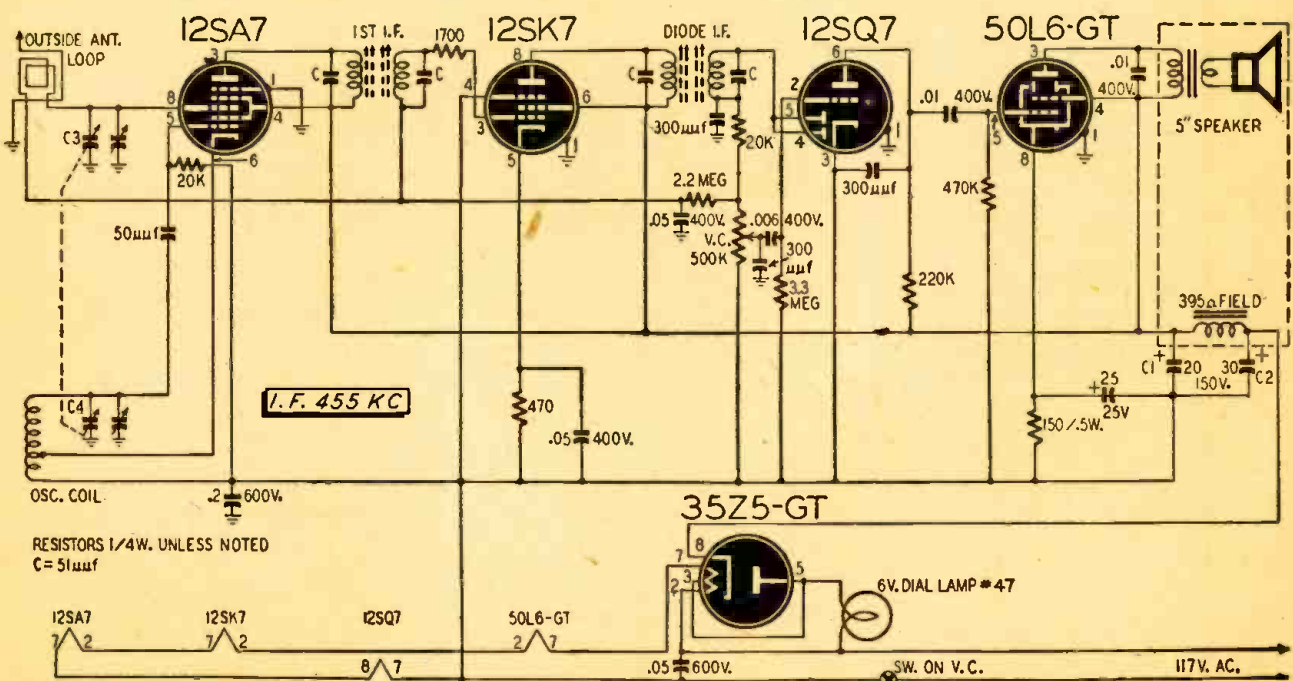 12SA7
12SK7
12SQ7
50L6-GT
OUTSIDE ANT.
LOOP
1ST I.F.
1700
DIODE I.F.
3
1
8
5
4
6
C3
C
C
20K
50µµf
8
4
3
6
5
1
C
C
300µµf
20K
2.2 MEG
.05
400V.
V.C.
500K
.006
400V.
300
µµf
3.3
MEG
6
2
5
4
3
1
300µµf
.01
400V.
470K
220K
3
5
8
4
1
.01
400V.
5" SPEAKER
395Ω FIELD
C1
+
20
30
+
C2
150V.
+
25
25V
150/.5W.
C4
I.F. 455 KC
470
.05
400V.
OSC. COIL
.2
600V.
RESISTORS 1/4W. UNLESS NOTED
C=51µµf
35Z5-GT
8
7
3
2
5
6V. DIAL LAMP #47
12SA7
12SK7
12SQ7
50L6-GT
7 2
7 2
8 7
2 7
.05
600V.
SW. ON V.C.
117V. AC.